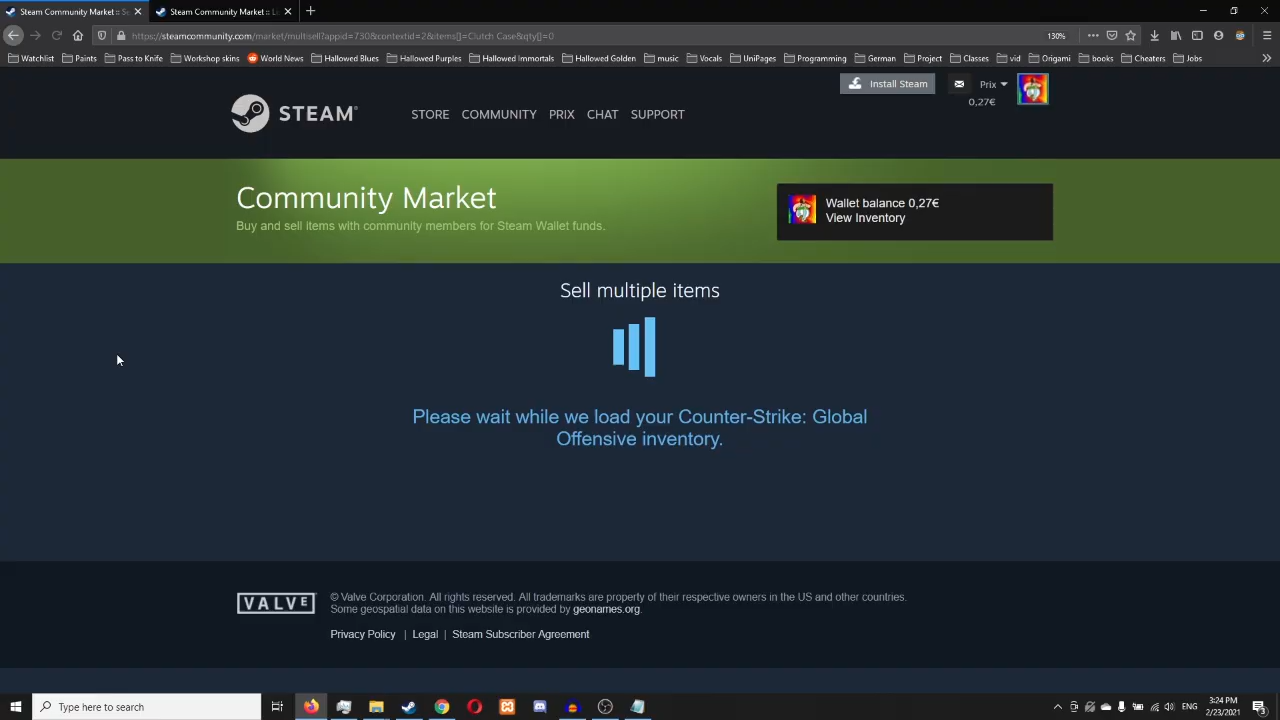 Steam Community Market :: Se
Steam Community Market :: Li
https://steamcommunity.com/market/multisell?appid=730&contextid=2&items[]=Clutch Case&qty[]=0
130%
Watchlist
Paints
Pass to Knife
Workshop skins
World News
Hallowed Blues
Hallowed Purples
Hallowed Immortals
Hallowed Golden
music
Vocals
UniPages
Programming
German
Project
Classes
vid
Origami
books
Cheaters
Jobs
Install Steam
Prix
0,27€
STEAM®
STORE COMMUNITY PRIX CHAT SUPPORT
Community Market
Buy and sell items with community members for Steam Wallet funds.
Wallet balance 0,27€
View Inventory
Sell multiple items
Please wait while we load your Counter-Strike: Global
Offensive inventory.
VALVE
© Valve Corporation. All rights reserved. All trademarks are property of their respective owners in the US and other countries.
Some geospatial data on this website is provided by geonames.org.
Privacy Policy | Legal | Steam Subscriber Agreement
Type here to search
ENG
3:24 PM
2/23/2021